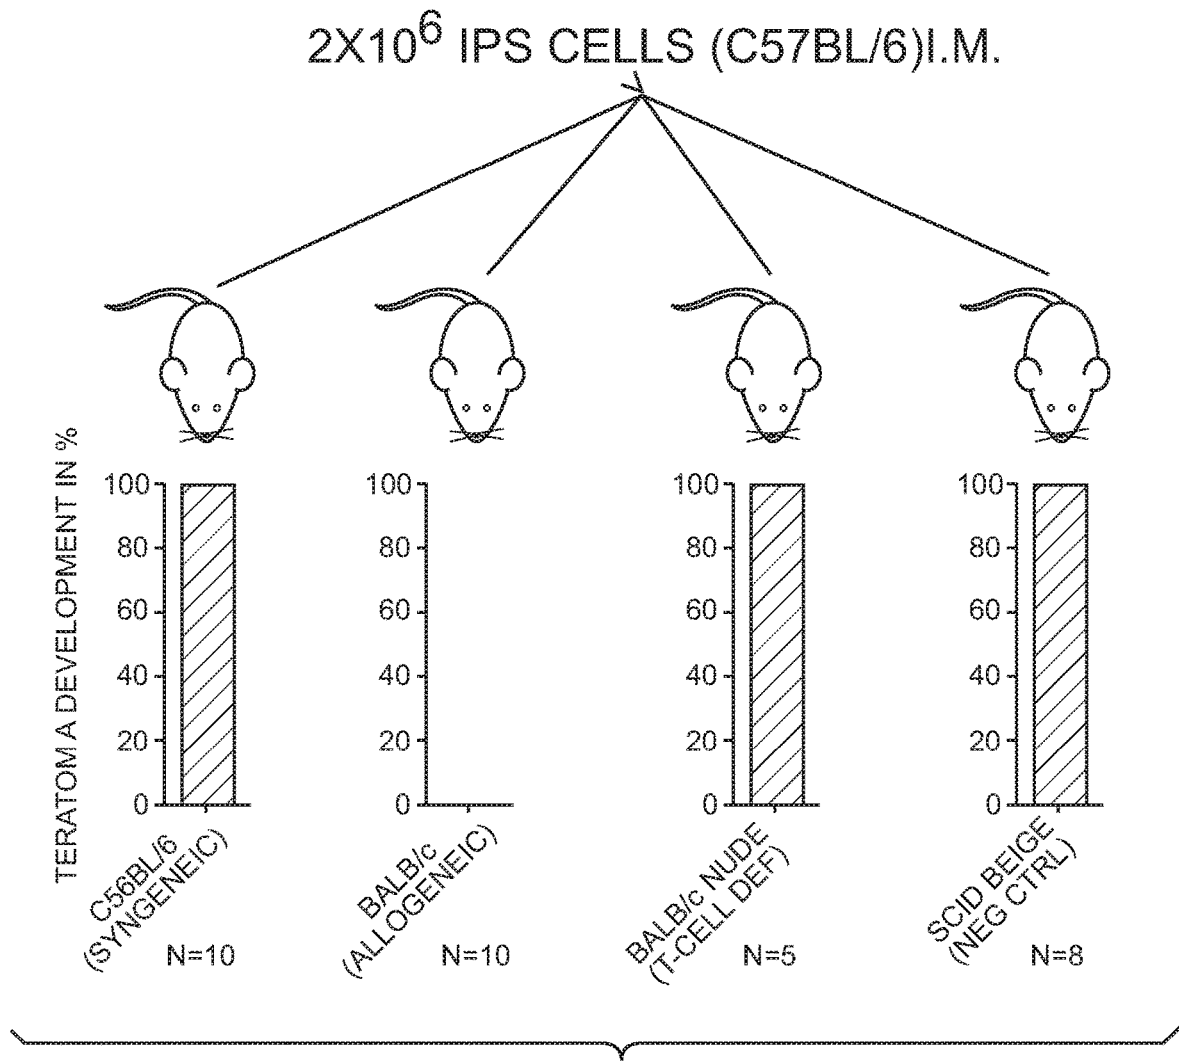 2X10⁶ IPS CELLS (C57BL/6)I.M.
TERATOM A DEVELOPMENT IN %
100
80
60
40
20
0
C56BL/6
(SYNGENEIC)
N=10
100
80
60
40
20
0
BALB/c
(ALLOGENEIC)
N=10
100
80
60
40
20
0
BALB/c NUDE
(T-CELL DEF)
N=5
100
80
60
40
20
0
SCID BEIGE
(NEG CTRL)
N=8